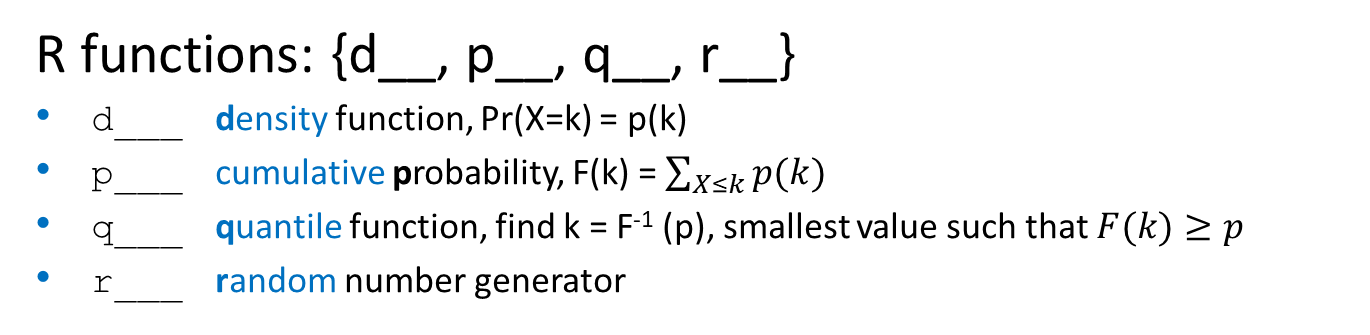 R functions: {d__, p__, q__, r__}
• d___ density function, Pr(X=k) = p(k)
• p___ cumulative probability, F(k) = ∑_{X≤k} p(k)
• q___ quantile function, find k = F⁻¹ (p), smallest value such that F(k) ≥ p
• r___ random number generator